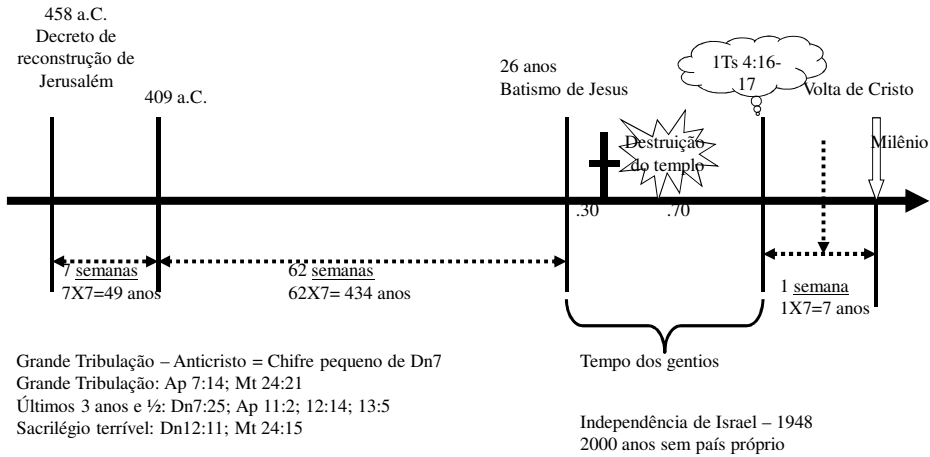 458 a.C.
Decreto de
reconstrução de
Jerusalém
409 a.C.
26 anos
Batismo de Jesus
1Ts 4:16-
17
Volta de Cristo
Milênio
Destruição
do templo
.30
.70
7 semanas
7X7=49 anos
62 semanas
62X7= 434 anos
1 semana
1X7=7 anos
Grande Tribulação – Anticristo = Chifre pequeno de Dn7
Grande Tribulação: Ap 7:14; Mt 24:21
Últimos 3 anos e ½: Dn7:25; Ap 11:2; 12:14; 13:5
Sacrilégio terrível: Dn12:11; Mt 24:15
Tempo dos gentios
Independência de Israel – 1948
2000 anos sem país próprio